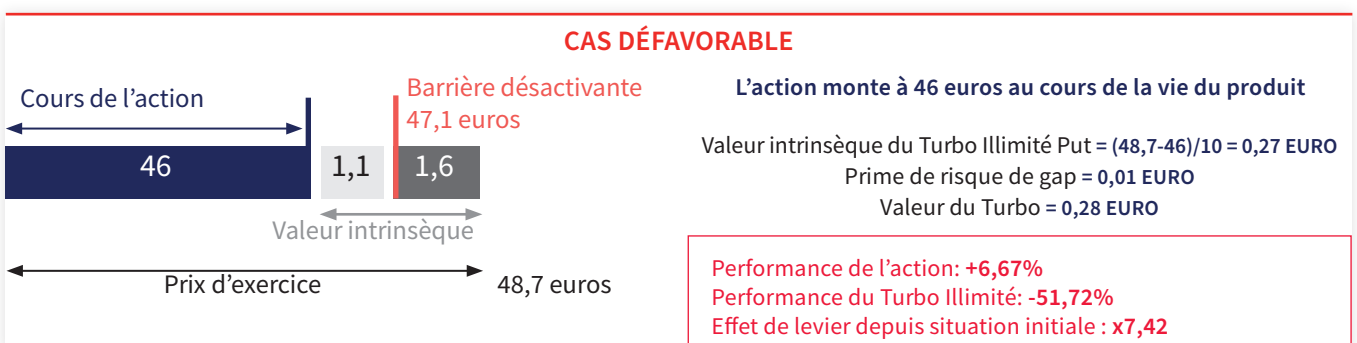 CAS DÉFAVORABLE
Cours de l’action
Barrière désactivante
47,1 euros
46
1,1
1,6
Valeur intrinsèque
Prix d’exercice
48,7 euros
L’action monte à 46 euros au cours de la vie du produit
Valeur intrinsèque du Turbo Illimité Put = (48,7-46)/10 = 0,27 EURO
Prime de risque de gap = 0,01 EURO
Valeur du Turbo = 0,28 EURO
Performance de l’action: +6,67%
Performance du Turbo Illimité: -51,72%
Effet de levier depuis situation initiale : x7,42